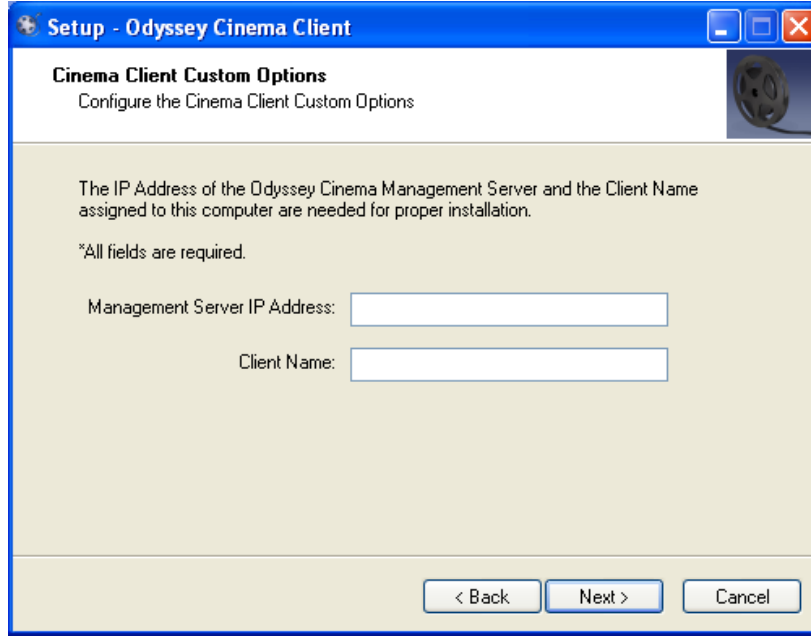 Setup - Odyssey Cinema Client
Cinema Client Custom Options
Configure the Cinema Client Custom Options
The IP Address of the Odyssey Cinema Management Server and the Client Name
assigned to this computer are needed for proper installation.
*All fields are required.
Management Server IP Address:
Client Name:
< Back Next > Cancel